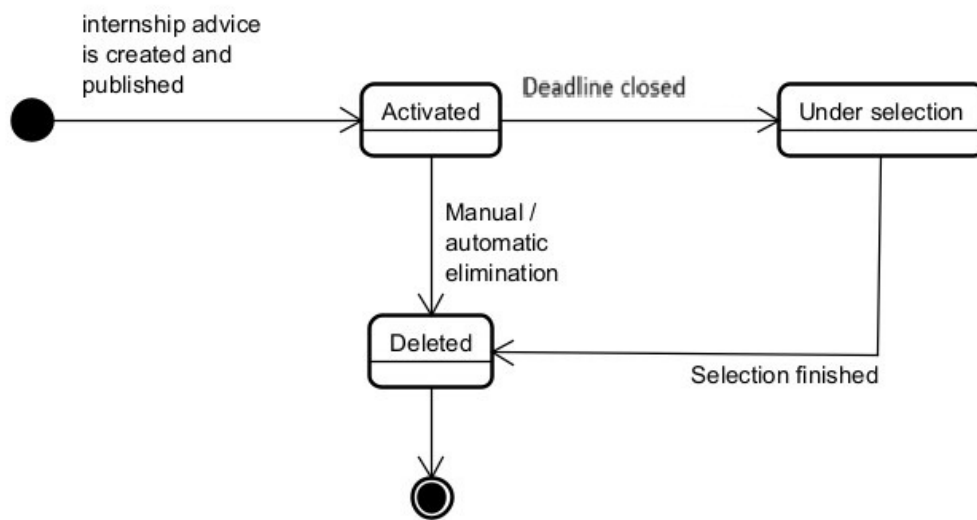 internship advice
is created and
published
Activated
Deadline closed
Under selection
Manual /
automatic
elimination
Deleted
Selection finished